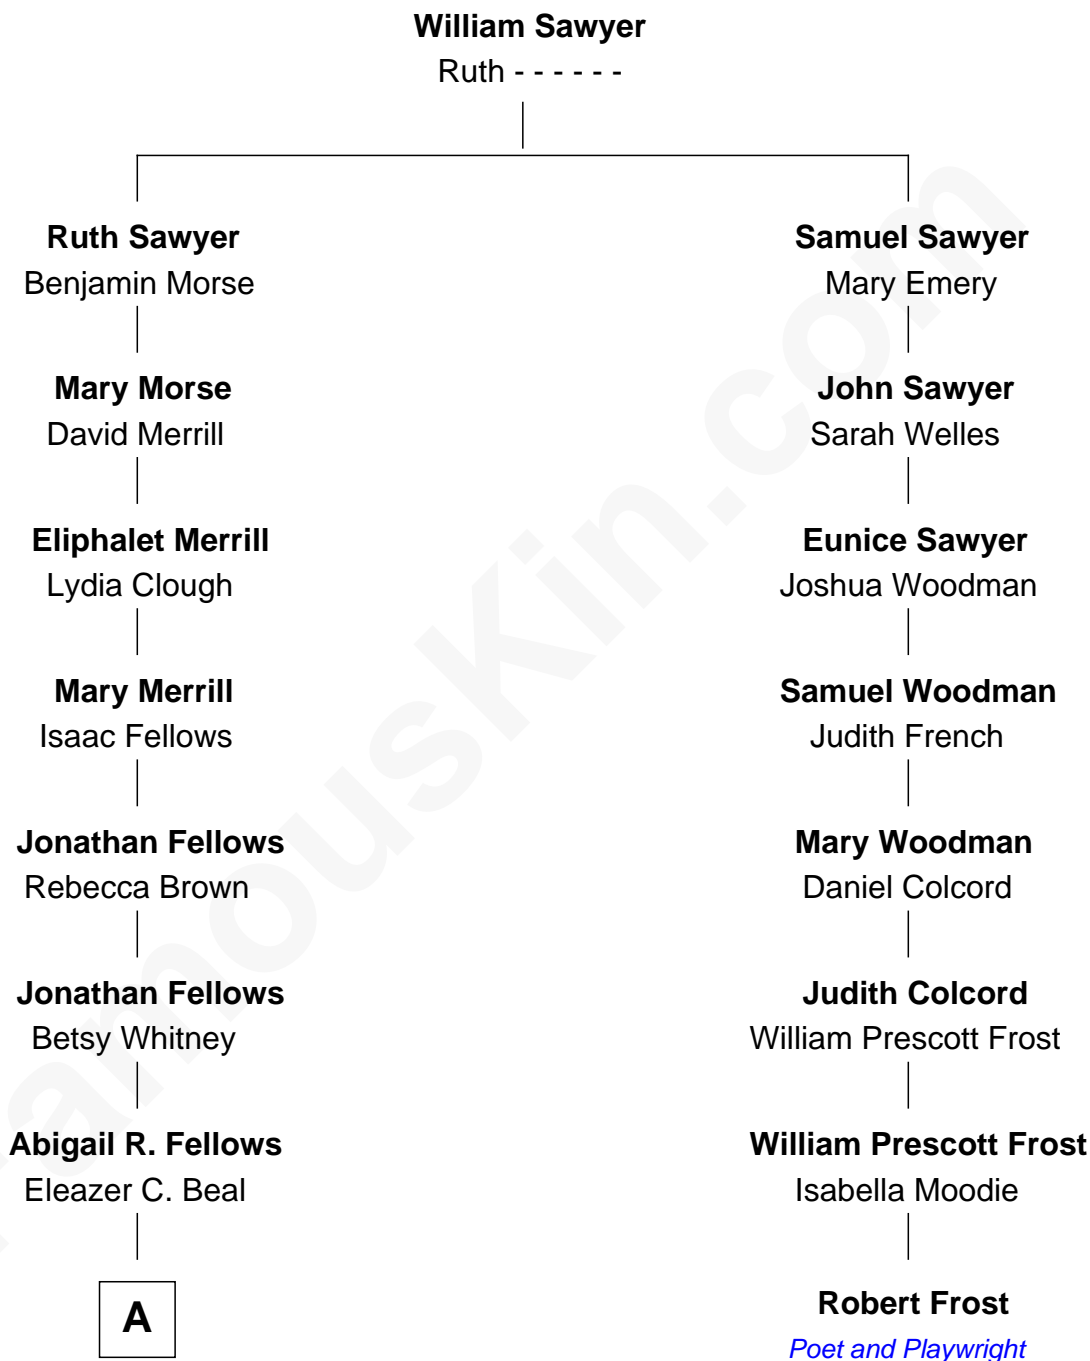 William Sawyer
Ruth - - - - - -
Ruth Sawyer
Benjamin Morse
Samuel Sawyer
Mary Emery
Mary Morse
David Merrill
John Sawyer
Sarah Welles
Eliphalet Merrill
Lydia Clough
Eunice Sawyer
Joshua Woodman
Mary Merrill
Isaac Fellows
Samuel Woodman
Judith French
Jonathan Fellows
Rebecca Brown
Mary Woodman
Daniel Colcord
Jonathan Fellows
Betsy Whitney
Judith Colcord
William Prescott Frost
Abigail R. Fellows
Eleazer C. Beal
William Prescott Frost
Isabella Moodie
A
Robert Frost
Poet and Playwright
FamousKin.com